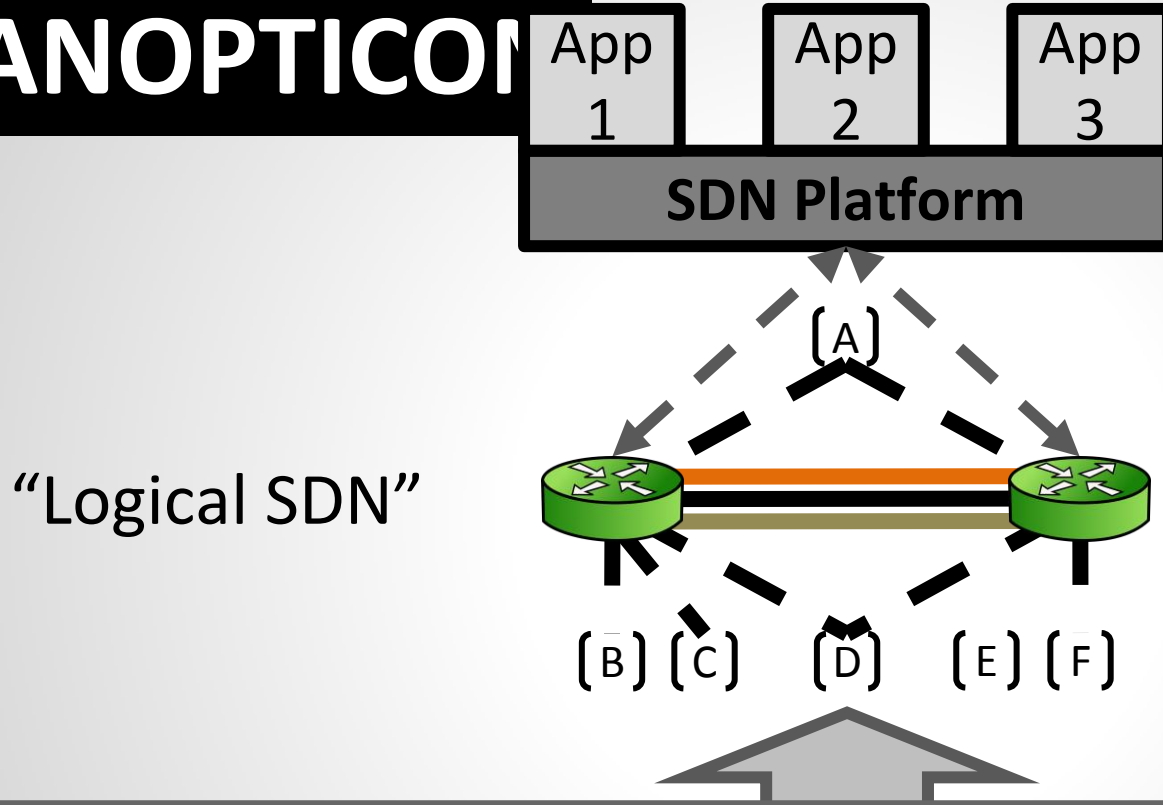 ANOPTICON
App 1
App 2
App 3
SDN Platform
[A]
“Logical SDN”
[B] [C] [D] [E] [F]